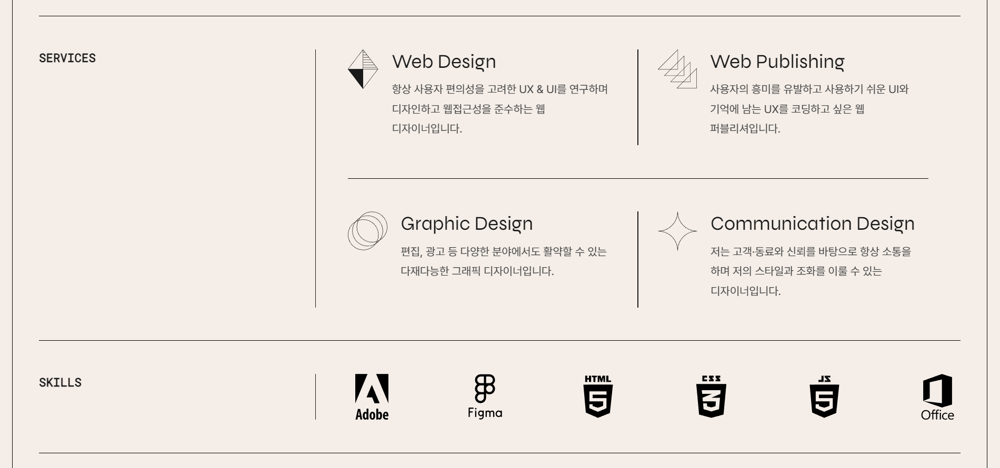 SERVICES
Web Design
항상 사용자 편의성을 고려한 UX & UI를 연구하며
디자인하고 웹접근성을 준수하는 웹
디자이너입니다.
Web Publishing
사용자의 흥미를 유발하고 사용하기 쉬운 UI와
기억에 남는 UX를 코딩하고 싶은 웹
퍼블리셔입니다.
Graphic Design
편집, 광고 등 다양한 분야에서도 활약할 수 있는
다재다능한 그래픽 디자이너입니다.
Communication Design
저는 고객·동료와 신뢰를 바탕으로 항상 소통을
하며 저의 스타일과 조화를 이룰 수 있는
디자이너입니다.
SKILLS
Adobe
Figma
HTML
5
CSS
3
JS
5
Office